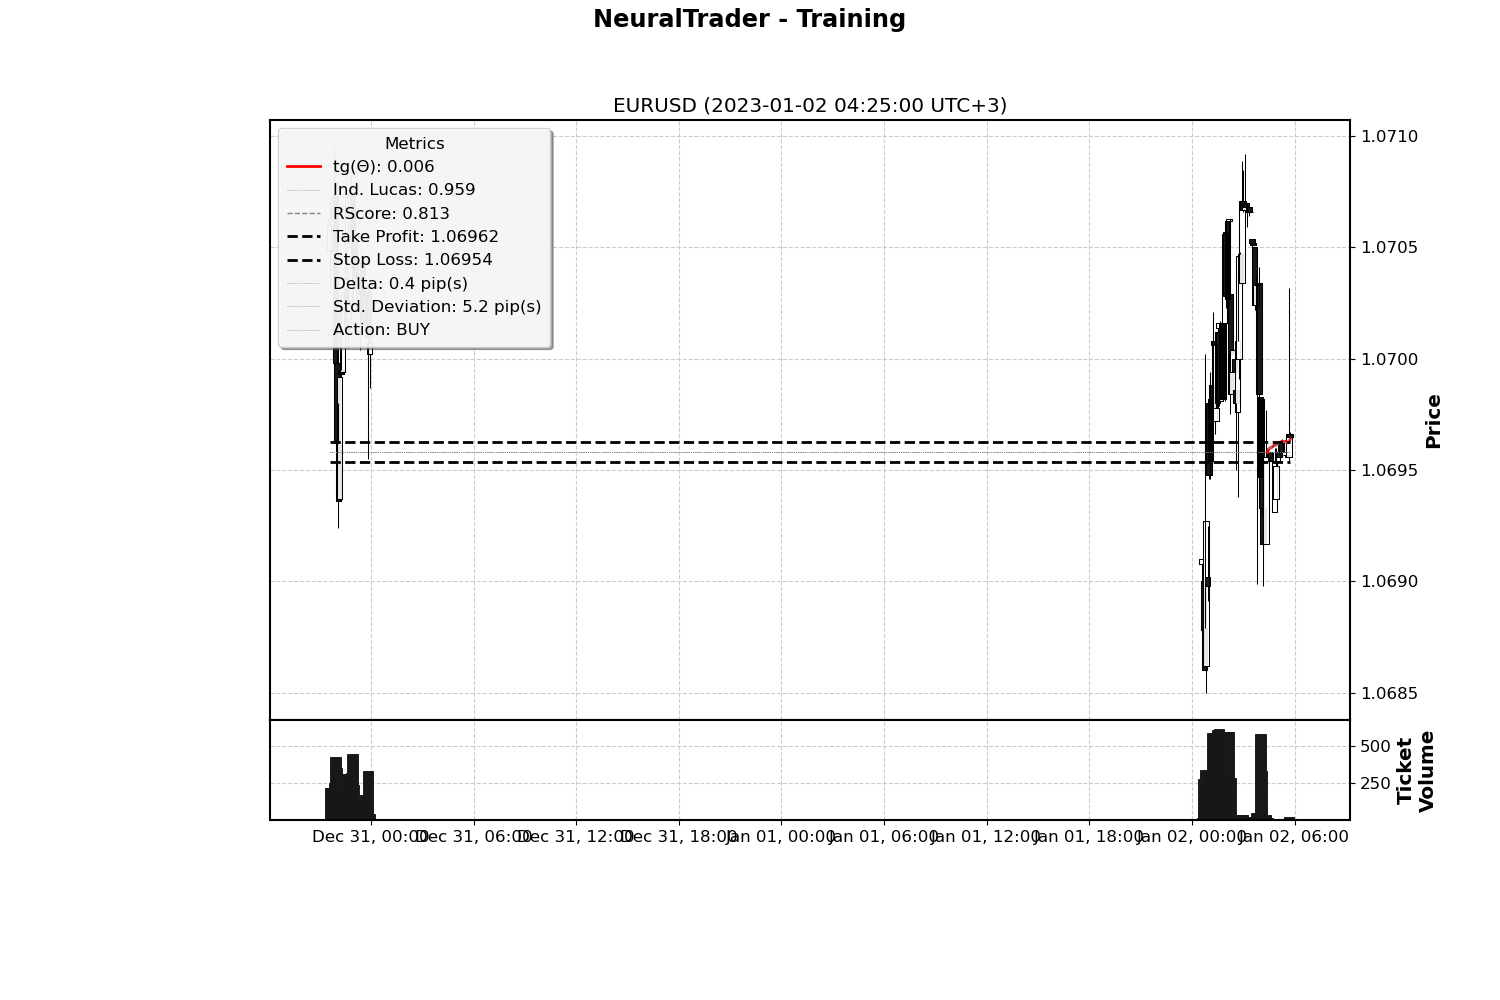 NeuralTrader - Training
EURUSD (2023-01-02 04:25:00 UTC+3)
Metrics
tg(Θ): 0.006
Ind. Lucas: 0.959
RScore: 0.813
Take Profit: 1.06962
Stop Loss: 1.06954
Delta: 0.4 pip(s)
Std. Deviation: 5.2 pip(s)
Action: BUY
1.0710
1.0705
1.0700
1.0695
1.0690
1.0685
Price
500
250
Ticket
Volume
Dec 31, 00:00
Dec 31, 06:00
Dec 31, 12:00
Dec 31, 18:00
Jan 01, 00:00
Jan 01, 06:00
Jan 01, 12:00
Jan 01, 18:00
Jan 02, 00:00
Jan 02, 06:00